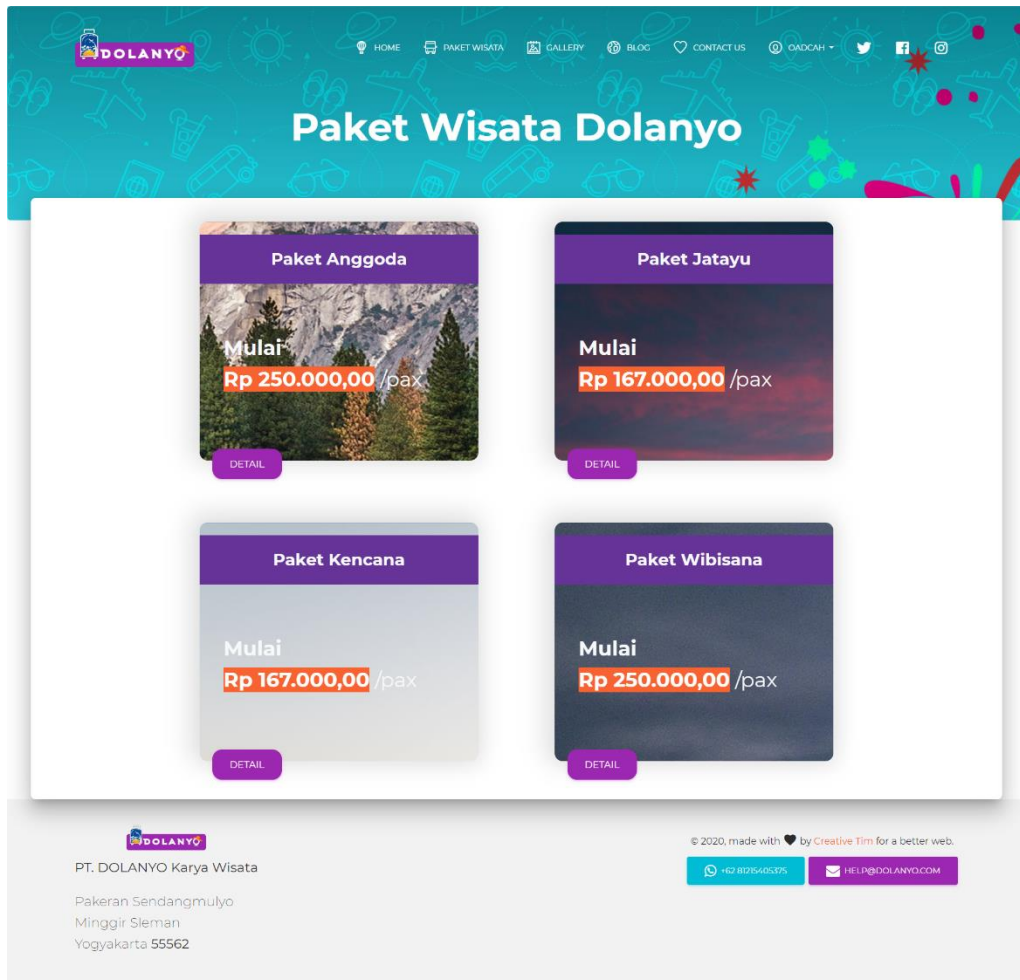 DOLANYO
HOME PAKET WISATA GALLERY BLOG CONTACT US OADCAH
Paket Wisata Dolanyo
Paket Anggoda
Mulai
Rp 250.000,00 /pax
DETAIL
Paket Jatayu
Mulai
Rp 167.000,00 /pax
DETAIL
Paket Kencana
Mulai
Rp 167.000,00 /pax
DETAIL
Paket Wibisana
Mulai
Rp 250.000,00 /pax
DETAIL
DOLANYO
PT. DOLANYO Karya Wisata
Pakeran Sendangmulyo
Minggir Sleman
Yogyakarta 55562
© 2020, made with by Creative Tim for a better web.
+62 81215405375
HELP@DOLANYO.COM